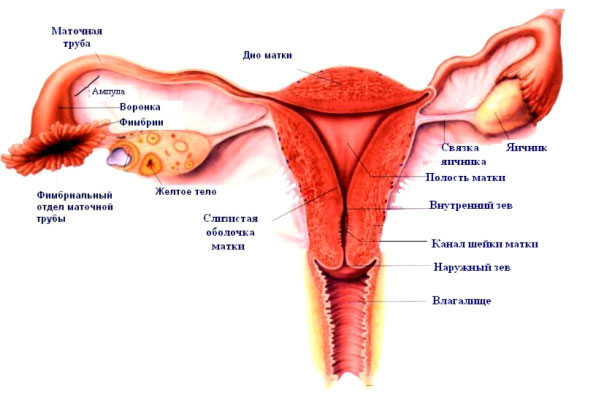 Маточная
труба
Дно матки
Ампула
Воронка
Фимбрии
Связка
яичника
Яичник
Полость матки
Фимбриальный
отдел маточной
трубы
Желтое тело
Слизистая
оболочка
матки
Внутренний зев
Канал шейки матки
Наружный зев
Влагалище